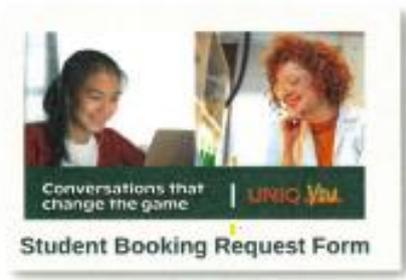 Conversations that
change the game
UNIQ You
Student Booking Request Form